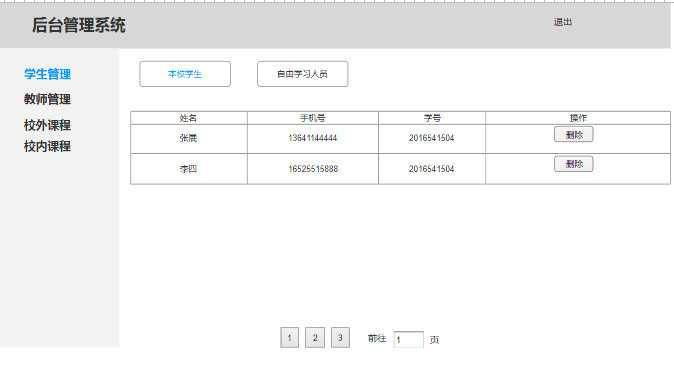 后台管理系统 退出
学生管理 本校学生 自由学习人员
教师管理
校外课程
校内课程
姓名 手机号 学号 操作
张展 13641144444 2016541504 删除
李四 16525515888 2016541504 删除
1 2 3 前往 1 页